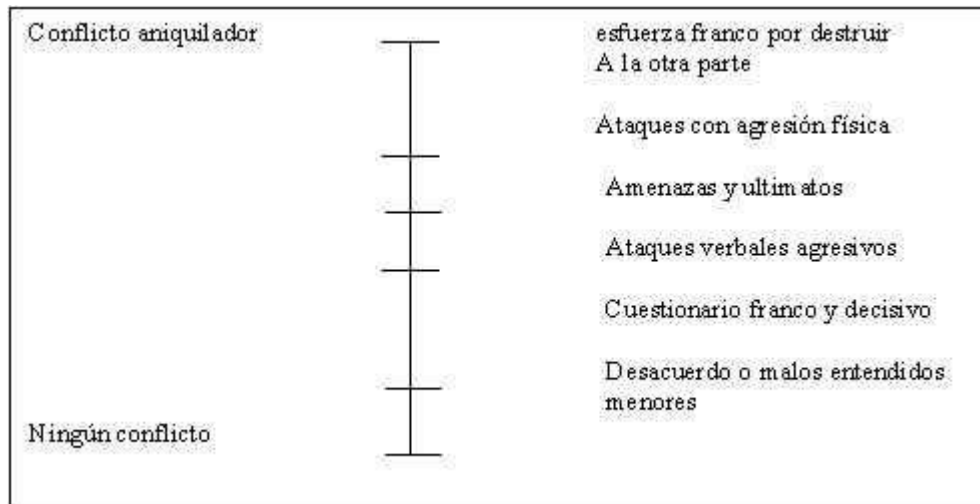 Conflicto aniquilador
esfuerza franco por destruir
A la otra parte
Ataques con agresión física
Amenazas y ultimatos
Ataques verbales agresivos
Cuestionario franco y decisivo
Desacuerdo o malos entendidos
menores
Ningún conflicto